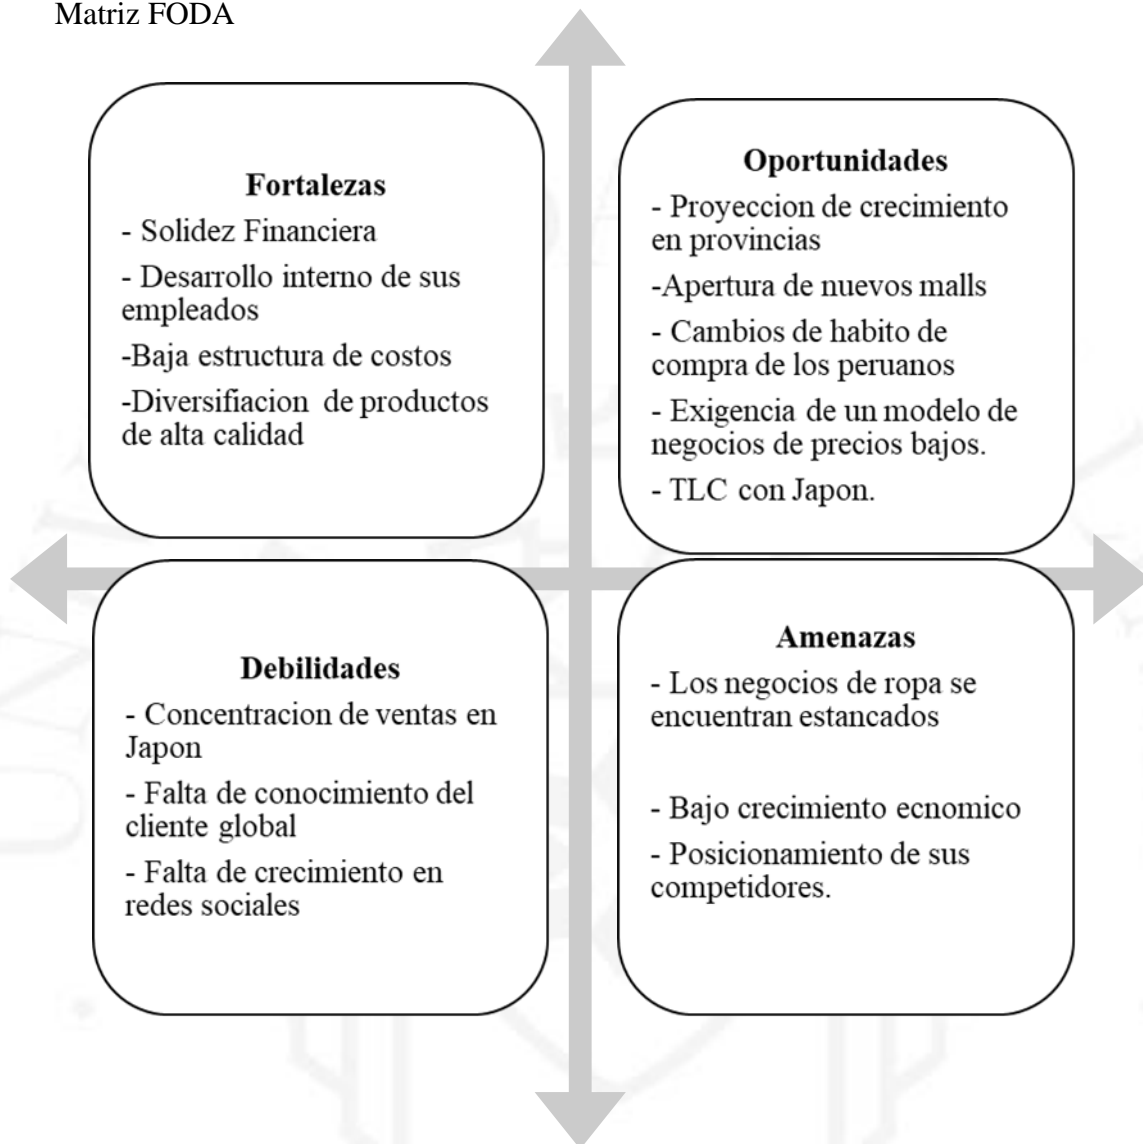 Matriz FODA
Fortalezas
- Solidez Financiera
- Desarrollo interno de sus
empleados
-Baja estructura de costos
-Diversifiacion de productos
de alta calidad
Oportunidades
- Proyeccion de crecimiento
en provincias
-Apertura de nuevos malls
- Cambios de habito de
compra de los peruanos
- Exigencia de un modelo de
negocios de precios bajos.
- TLC con Japon.
Debilidades
- Concentracion de ventas en
Japon
- Falta de conocimiento del
cliente global
- Falta de crecimiento en
redes sociales
Amenazas
- Los negocios de ropa se
encuentran estancados
- Bajo crecimiento ecnomico
- Posicionamiento de sus
competidores.